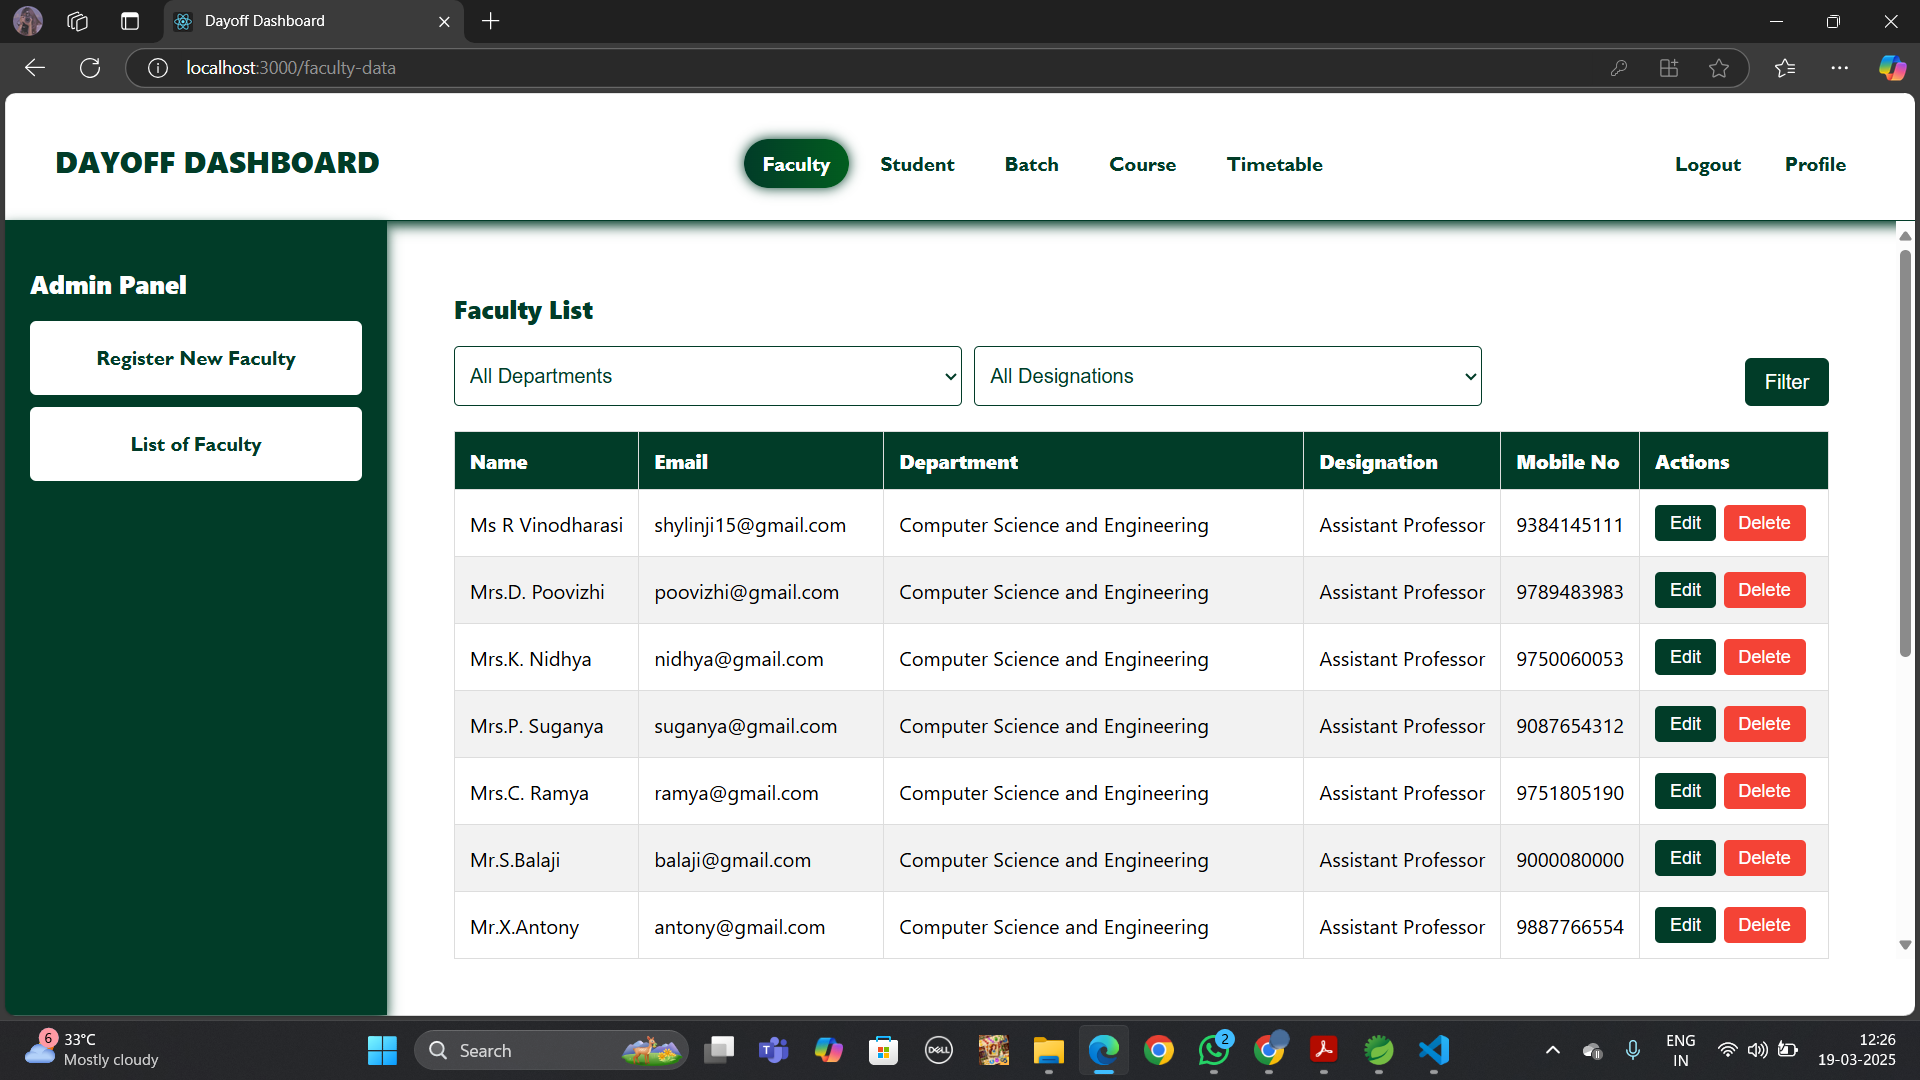 Dayoff Dashboard
localhost:3000/faculty-data
DAYOFF DASHBOARD
Faculty
Student
Batch
Course
Timetable
Logout
Profile
Admin Panel
Register New Faculty
List of Faculty
Faculty List
All Departments
All Designations
Filter
Name Email Department Designation Mobile No Actions
Ms R Vinodharasi shylinji15@gmail.com Computer Science and Engineering Assistant Professor 9384145111 Edit Delete
Mrs.D. Poovizhi poovizhi@gmail.com Computer Science and Engineering Assistant Professor 9789483983 Edit Delete
Mrs.K. Nidhya nidhya@gmail.com Computer Science and Engineering Assistant Professor 9750060053 Edit Delete
Mrs.P. Suganya suganya@gmail.com Computer Science and Engineering Assistant Professor 9087654312 Edit Delete
Mrs.C. Ramya ramya@gmail.com Computer Science and Engineering Assistant Professor 9751805190 Edit Delete
Mr.S.Balaji balaji@gmail.com Computer Science and Engineering Assistant Professor 9000080000 Edit Delete
Mr.X.Antony antony@gmail.com Computer Science and Engineering Assistant Professor 9887766554 Edit Delete
6
33°C
Mostly cloudy
Search
DELL
2
ENG
IN
12:26
19-03-2025